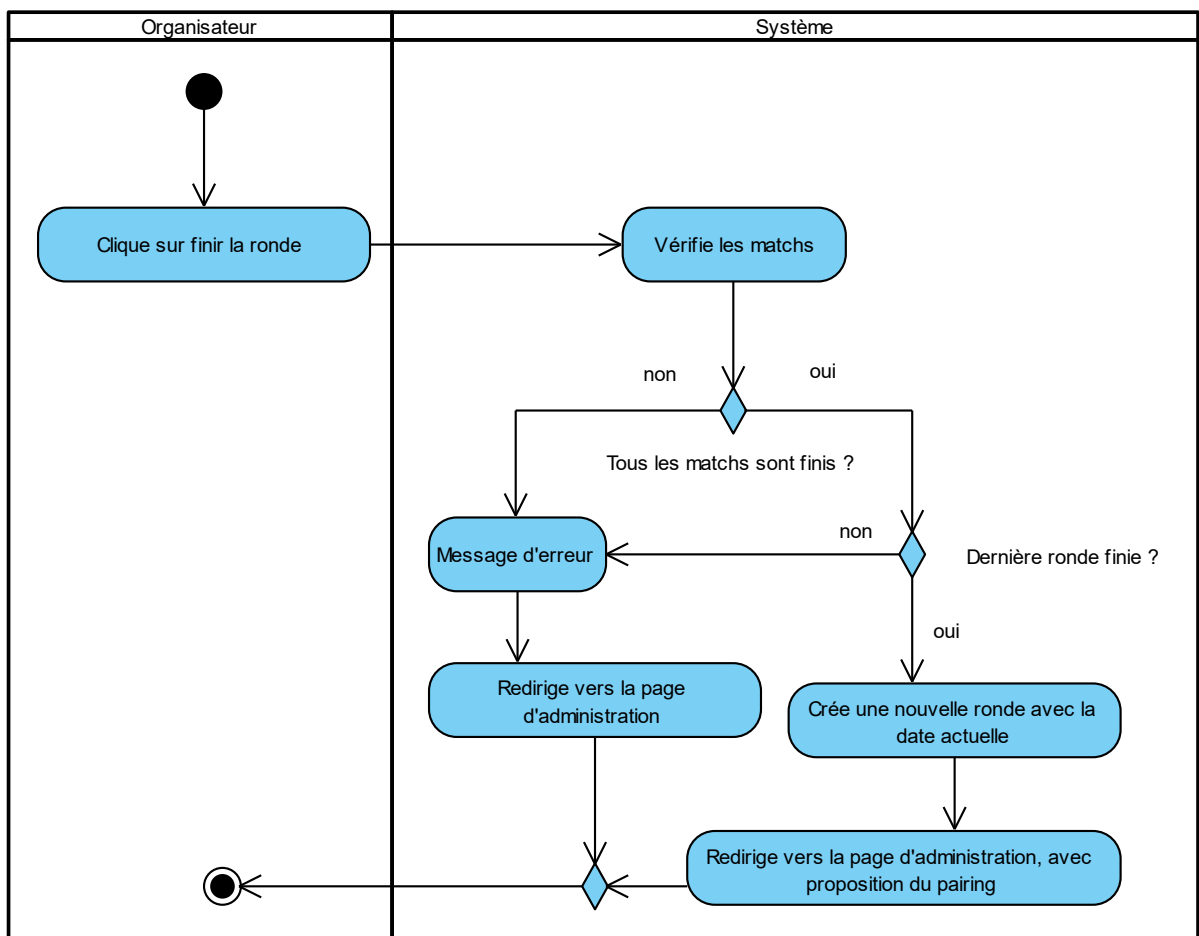 Organisateur
Système
Clique sur finir la ronde
Vérifie les matchs
non
oui
Tous les matchs sont finis ?
non
Message d'erreur
Dernière ronde finie ?
oui
Redirige vers la page
d'administration
Crée une nouvelle ronde avec la
date actuelle
Redirige vers la page d'administration, avec
proposition du pairing